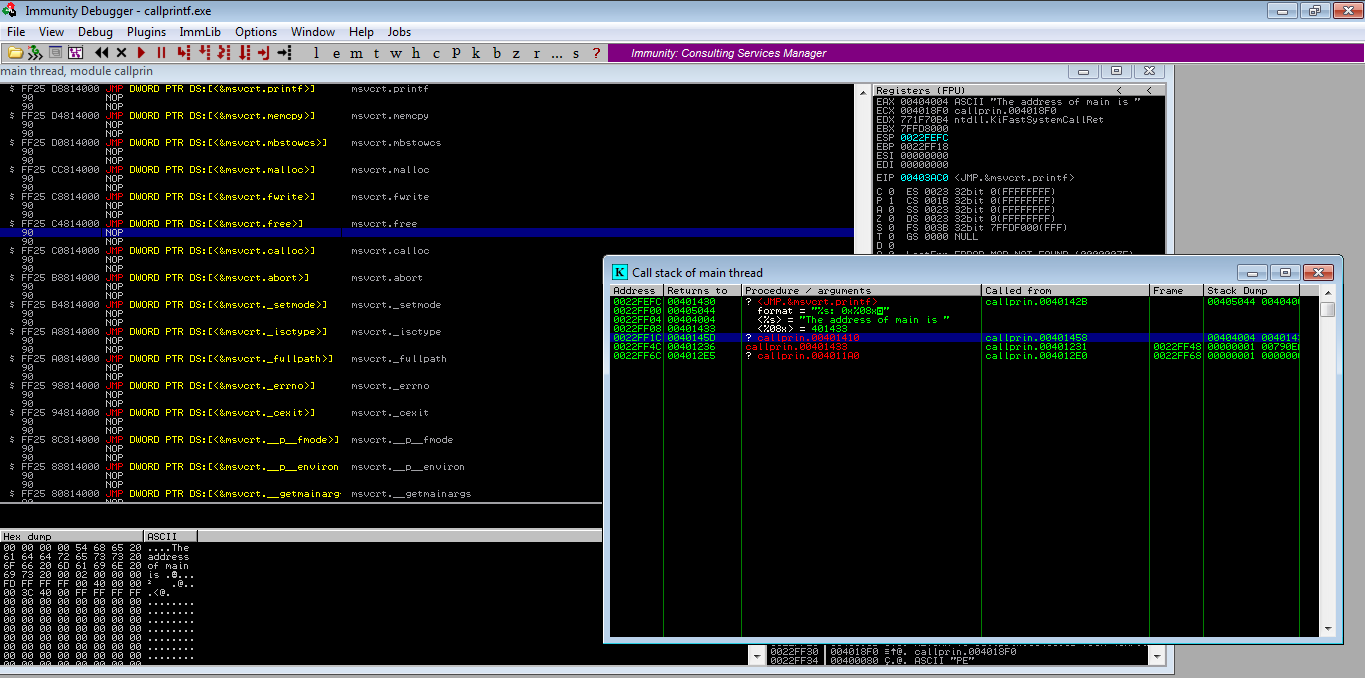 Immunity Debugger - callprintf.exe
File View Debug Plugins ImmLib Options Window Help Jobs
l e m t w h c P k b z r ... s ?
Immunity: Consulting Services Manager
main thread, module callprin
$ FF25 D8814000 JMP DWORD PTR DS:[<&msvcrt.printf>] msvcrt.printf
90 NOP
90 NOP
$ FF25 D4814000 JMP DWORD PTR DS:[<&msvcrt.memcpy>] msvcrt.memcpy
90 NOP
90 NOP
$ FF25 D0814000 JMP DWORD PTR DS:[<&msvcrt.mbstowcs>] msvcrt.mbstowcs
90 NOP
90 NOP
$ FF25 CC814000 JMP DWORD PTR DS:[<&msvcrt.malloc>] msvcrt.malloc
90 NOP
90 NOP
$ FF25 C8814000 JMP DWORD PTR DS:[<&msvcrt.fwrite>] msvcrt.fwrite
90 NOP
90 NOP
$ FF25 C4814000 JMP DWORD PTR DS:[<&msvcrt.free>] msvcrt.free
90 NOP
90 NOP
$ FF25 C0814000 JMP DWORD PTR DS:[<&msvcrt.calloc>] msvcrt.calloc
90 NOP
90 NOP
$ FF25 B8814000 JMP DWORD PTR DS:[<&msvcrt.abort>] msvcrt.abort
90 NOP
90 NOP
$ FF25 B4814000 JMP DWORD PTR DS:[<&msvcrt._setmode>] msvcrt._setmode
90 NOP
90 NOP
$ FF25 A8814000 JMP DWORD PTR DS:[<&msvcrt._isctype>] msvcrt._isctype
90 NOP
90 NOP
$ FF25 A0814000 JMP DWORD PTR DS:[<&msvcrt._fullpath>] msvcrt._fullpath
90 NOP
90 NOP
$ FF25 98814000 JMP DWORD PTR DS:[<&msvcrt._errno>] msvcrt._errno
90 NOP
90 NOP
$ FF25 94814000 JMP DWORD PTR DS:[<&msvcrt._cexit>] msvcrt._cexit
90 NOP
90 NOP
$ FF25 8C814000 JMP DWORD PTR DS:[<&msvcrt.__p__fmode>] msvcrt.__p__fmode
90 NOP
90 NOP
$ FF25 88814000 JMP DWORD PTR DS:[<&msvcrt.__p__environ msvcrt.__p__environ
90 NOP
90 NOP
$ FF25 80814000 JMP DWORD PTR DS:[<&msvcrt.__getmainarg msvcrt.__getmainargs
90 NOP
Registers (FPU) < <
EAX 00404004 ASCII "The address of main is "
ECX 004018F0 callprin.004018F0
EDX 771F70B4 ntdll.KiFastSystemCallRet
EBX 7FFD8000
ESP 0022FEFC
EBP 0022FF18
ESI 00000000
EDI 00000000
EIP 00403AC0 <JMP.&msvcrt.printf>
C 0 ES 0023 32bit 0(FFFFFFFF)
P 1 CS 001B 32bit 0(FFFFFFFF)
A 0 SS 0023 32bit 0(FFFFFFFF)
Z 0 DS 0023 32bit 0(FFFFFFFF)
S 0 FS 003B 32bit 7FFDF000(FFF)
T 0 GS 0000 NULL
D 0
K Call stack of main thread
Address Returns to Procedure / arguments Called from Frame Stack Dump
0022FEFC 00401430 ? <JMP.&msvcrt.printf> callprin.0040142B 00405044 004040
0022FF00 00405044 format = "%s: 0x%08x
0022FF04 00404004 <%s> = "The address of main is "
0022FF08 00401433 <%08x> = 401433
0022FF1C 0040145D ? callprin.00401410 callprin.00401458 00404004 004014
0022FF4C 00401236 callprin.00401433 callprin.00401231 0022FF48 00000001 00790E
0022FF6C 004012E5 ? callprin.004011A0 callprin.004012E0 0022FF68 00000001 000000
Hex dump ASCII
00 00 00 00 54 68 65 20 ....The
61 64 64 72 65 73 73 20 address
6F 66 20 6D 61 69 6E 20 of main
69 73 20 00 02 00 00 00 is .
FD FF FF FF 00 40 00 00 ² .@..
00 3C 40 00 FF FF FF FF .<@.
00 00 00 00 00 00 00 00 ........
00 00 00 00 00 00 00 00 ........
00 00 00 00 00 00 00 00 ........
00 00 00 00 00 00 00 00 ........
00 00 00 00 00 00 00 00 ........
00 00 00 00 00 00 00 00 ........
00 00 00 00 00 00 00 00 ........
0022FF30 004018F0 ≡↑@. callprin.004018F0
0022FF34 00400080 Ç.@. ASCII "PE"